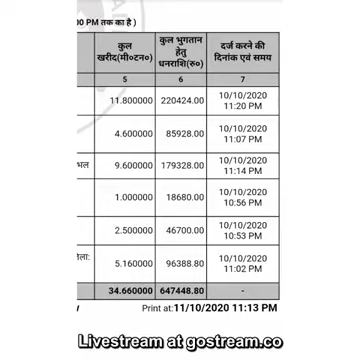 00 PM तक का है )
कुल खरीद(मी०टन०) कुल भुगतान हेतु धनराशि(रु०) दर्ज करने की दिनांक एवं समय
5 6 7
11.800000 220424.00 10/10/2020 11:20 PM
4.600000 85928.00 10/10/2020 11:07 PM
भल 9.600000 179328.00 10/10/2020 11:14 PM
1.000000 18680.00 10/10/2020 10:56 PM
2.500000 46700.00 10/10/2020 10:53 PM
लाः 5.160000 96388.80 10/10/2020 11:02 PM
34.660000 647448.80 -
w Print at:11/10/2020 11:13 PM
Livestream at gostream.co